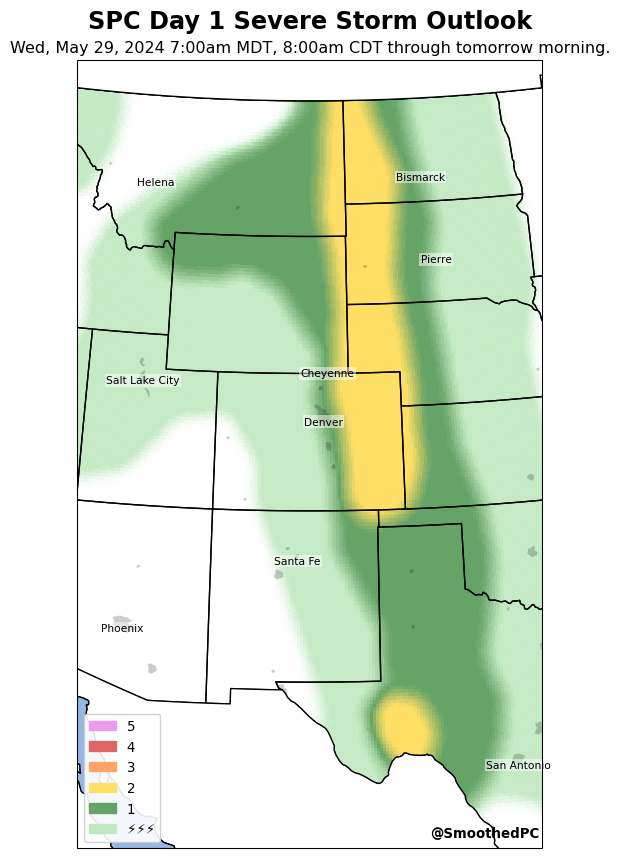 SPC Day 1 Severe Storm Outlook
Wed, May 29, 2024 7:00am MDT, 8:00am CDT through tomorrow morning.
Helena
Bismarck
Pierre
Cheyenne
Salt Lake City
Denver
Santa Fe
Phoenix
San Antonio
5
4
3
2
1
⚡⚡⚡
@SmoothedPC